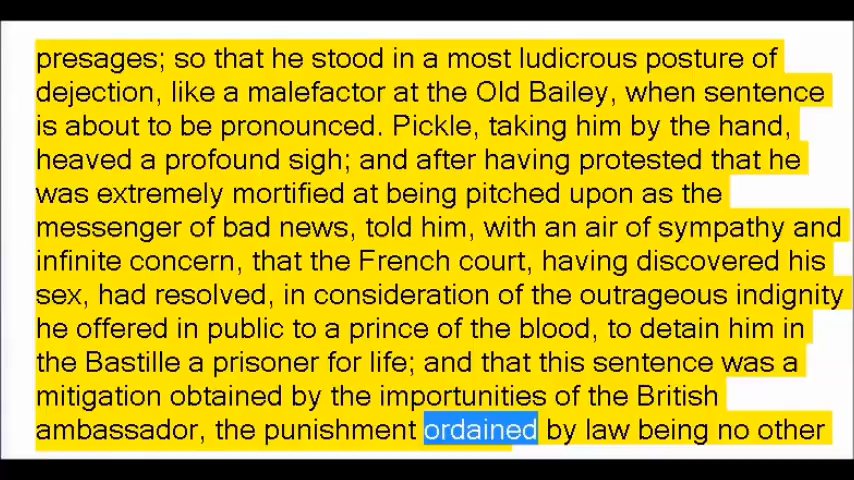 presages; so that he stood in a most ludicrous posture of
dejection, like a malefactor at the Old Bailey, when sentence
is about to be pronounced. Pickle, taking him by the hand,
heaved a profound sigh; and after having protested that he
was extremely mortified at being pitched upon as the
messenger of bad news, told him, with an air of sympathy and
infinite concern, that the French court, having discovered his
sex, had resolved, in consideration of the outrageous indignity
he offered in public to a prince of the blood, to detain him in
the Bastille a prisoner for life; and that this sentence was a
mitigation obtained by the importunities of the British
ambassador, the punishment ordained by law being no other